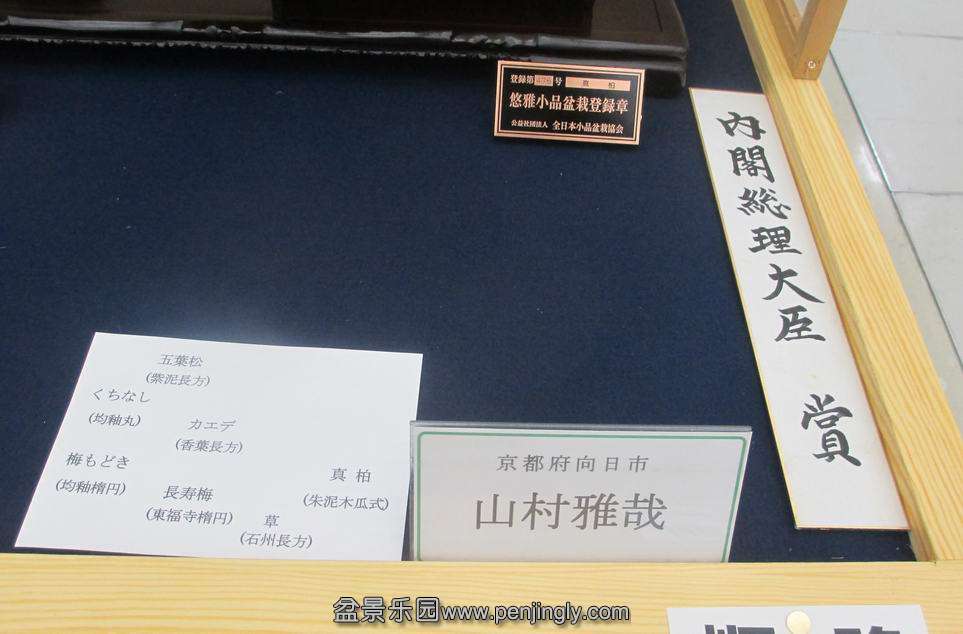 登録第 号 真柏
悠雅小品盆栽登録章
公益社団法人 全日本小品盆栽協会
内閣総理大臣 賞
五葉松
(紫泥長方)
くちなし
(均釉丸)
カエデ
(香葉長方)
梅もどき
(均釉楕円)
長寿梅
(東福寺楕円)
真柏
(朱泥木瓜式)
草
(石州長方)
京都府向日市
山村雅哉
盆景乐园www.penjingly.com